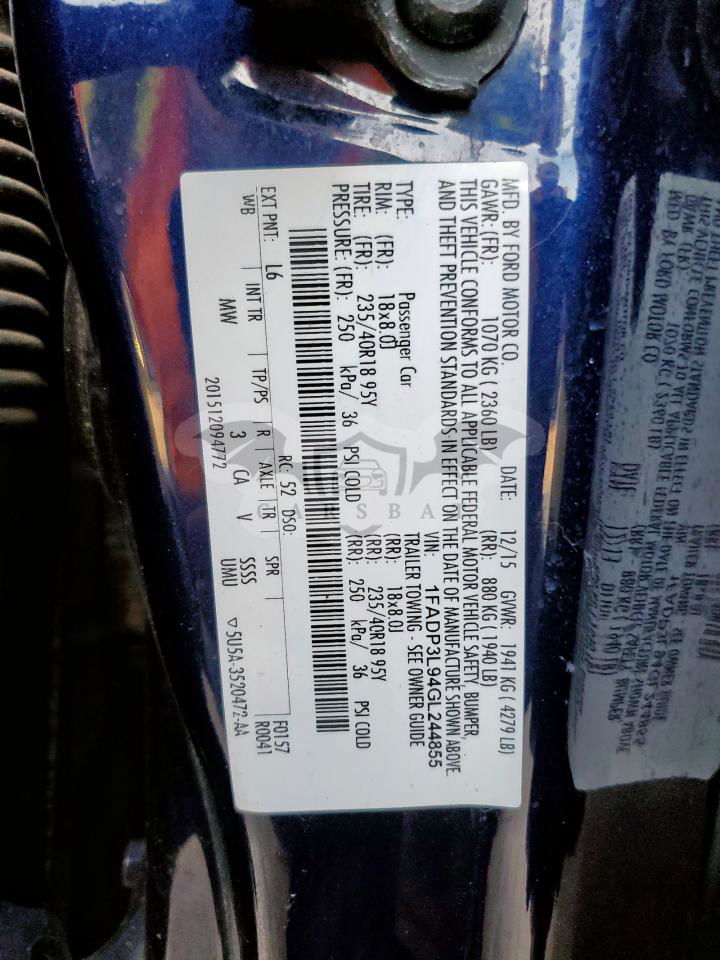 MFD. BY FORD MOTOR CO.
DATE: 12/15 GVWR: 1941 KG ( 4279 LB)
GAWR: (FR): 1070 KG ( 2360 LB) (RR): 880 KG ( 1940 LB)
THIS VEHICLE CONFORMS TO ALL APPLICABLE FEDERAL MOTOR VEHICLE SAFETY, BUMPER,
AND THEFT PREVENTION STANDARDS IN EFFECT ON THE DATE OF MANUFACTURE SHOWN ABOVE.
VIN: 1FADP3L94GL244855
TYPE: Passenger Car TRAILER TOWING - SEE OWNER GUIDE
RIM: (FR): 18x8.0J (RR): 18x8.0J
TIRE: (FR): 235/40R18 95Y (RR): 235/40R18 95Y
PRESSURE: (FR): 250 kPa/ 36 PSI COLD (RR): 250 kPa/ 36 PSI COLD
RC: 52 DSO: F0157
EXT PNT: L6 R0041
WB INT TR TP/PS R AXLE TR SPR
MW 3 CA V SSSS UMU
201512094772 ▽5U5A-3520472-AA
CARSBA